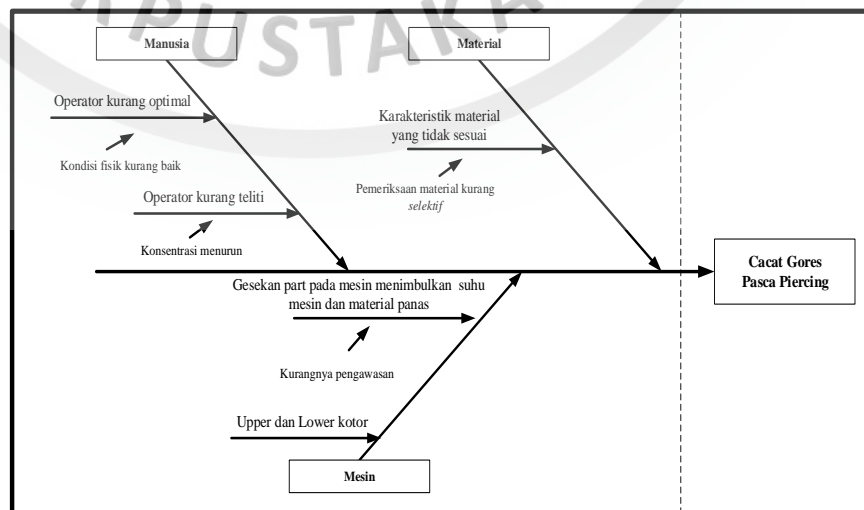 PUSTAKA
Manusia
Material
Operator kurang optimal
Kondisi fisik kurang baik
Operator kurang teliti
Konsentrasi menurun
Karakteristik material
yang tidak sesuai
Pemeriksaan material kurang
selektif
Cacat Gores
Pasca Piercing
Gesekan part pada mesin menimbulkan suhu
mesin dan material panas
Kurangnya pengawasan
Upper dan Lower kotor
Mesin